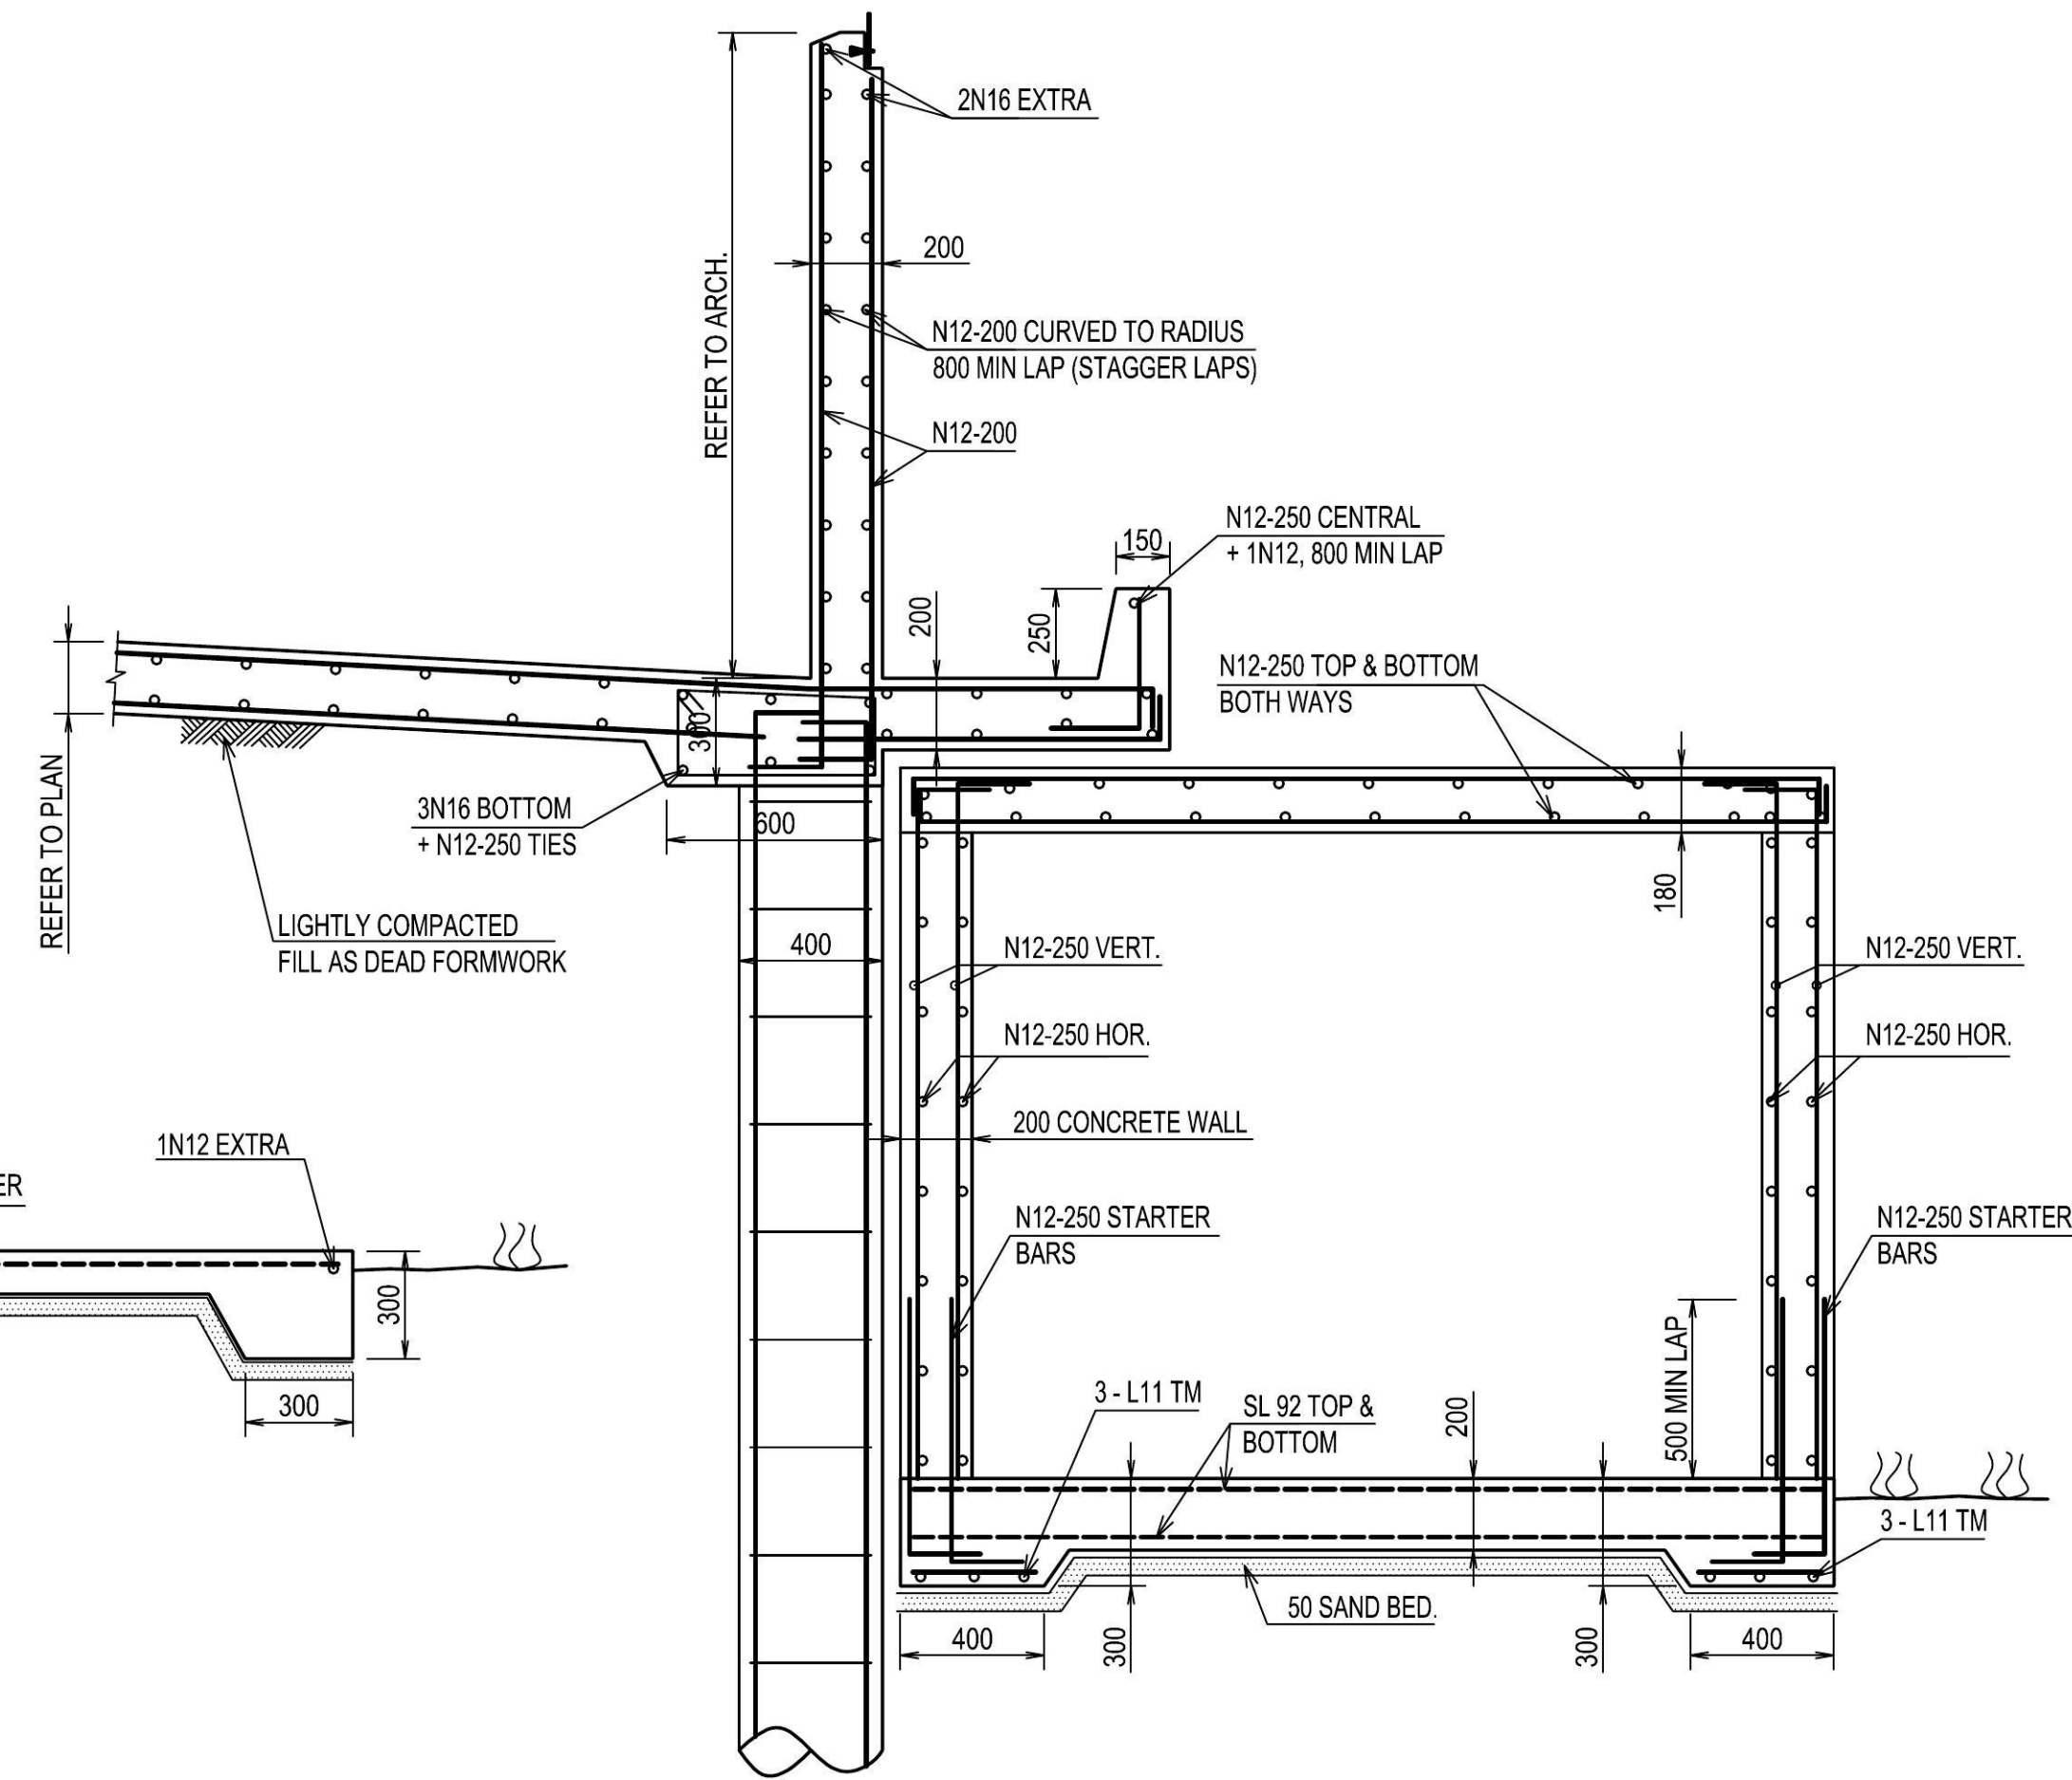 2N16 EXTRA
REFER TO ARCH.
200
N12-200 CURVED TO RADIUS
800 MIN LAP (STAGGER LAPS)
N12-200
N12-250 CENTRAL
+ 1N12, 800 MIN LAP
150
200
250
N12-250 TOP & BOTTOM
BOTH WAYS
300
REFER TO PLAN
3N16 BOTTOM
+ N12-250 TIES
600
180
LIGHTLY COMPACTED
FILL AS DEAD FORMWORK
400
N12-250 VERT.
N12-250 VERT.
N12-250 HOR.
N12-250 HOR.
200 CONCRETE WALL
1N12 EXTRA
ER
N12-250 STARTER
BARS
N12-250 STARTER
BARS
300
300
500 MIN LAP
3 - L11 TM
SL 92 TOP &
BOTTOM
200
3 - L11 TM
50 SAND BED.
400
300
300
400